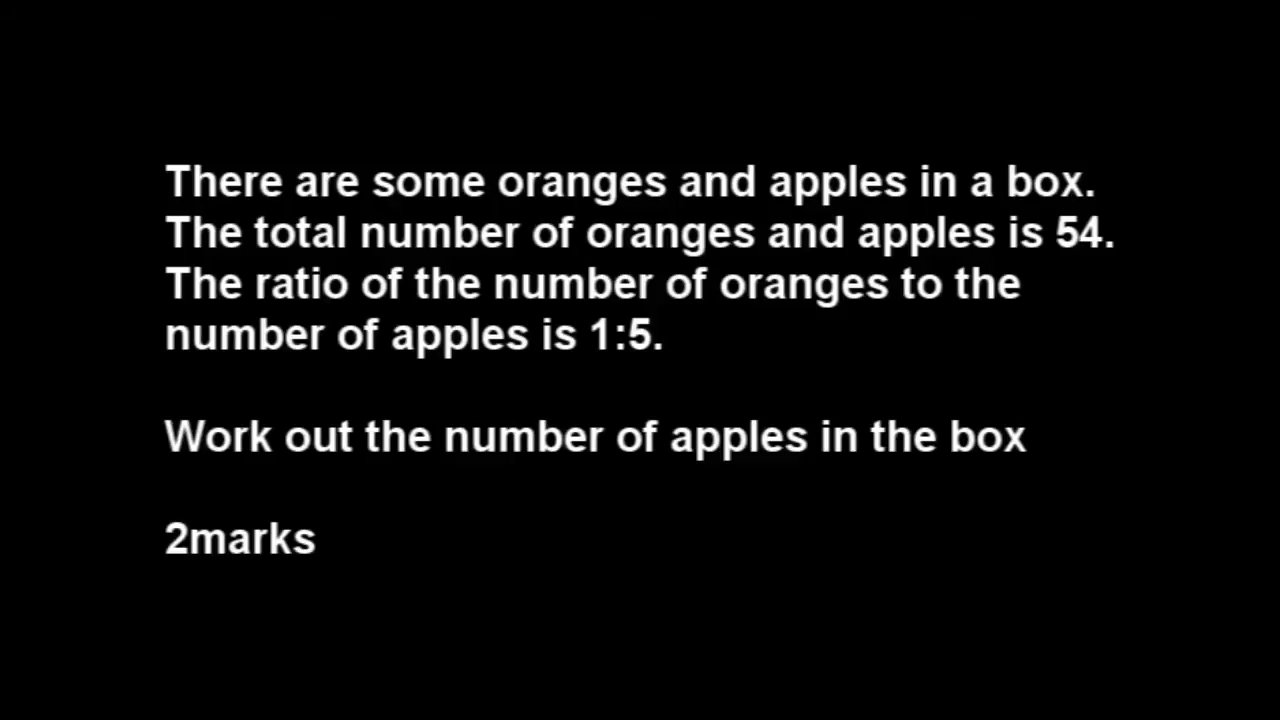 There are some oranges and apples in a box.
The total number of oranges and apples is 54.
The ratio of the number of oranges to the
number of apples is 1:5.
Work out the number of apples in the box
2marks